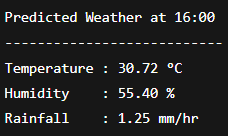 Predicted Weather at 16:00
---------------------------
Temperature : 30.72 °C
Humidity    : 55.40 %
Rainfall    : 1.25 mm/hr